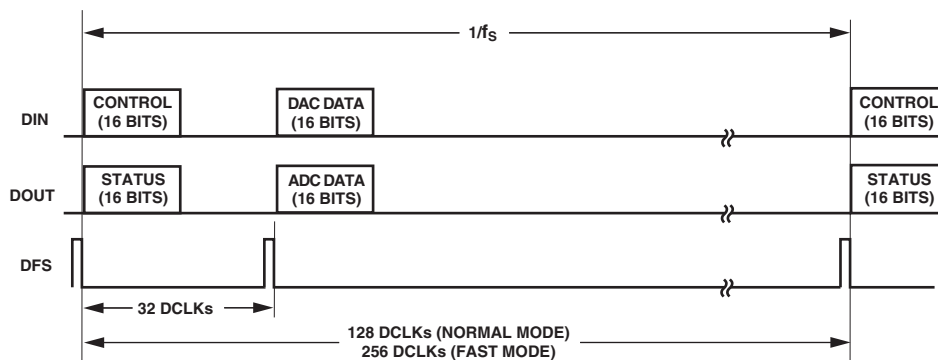 1/fS
DIN
CONTROL
(16 BITS)
DAC DATA
(16 BITS)
CONTROL
(16 BITS)
DOUT
STATUS
(16 BITS)
ADC DATA
(16 BITS)
STATUS
(16 BITS)
DFS
32 DCLKs
128 DCLKs (NORMAL MODE)
256 DCLKs (FAST MODE)